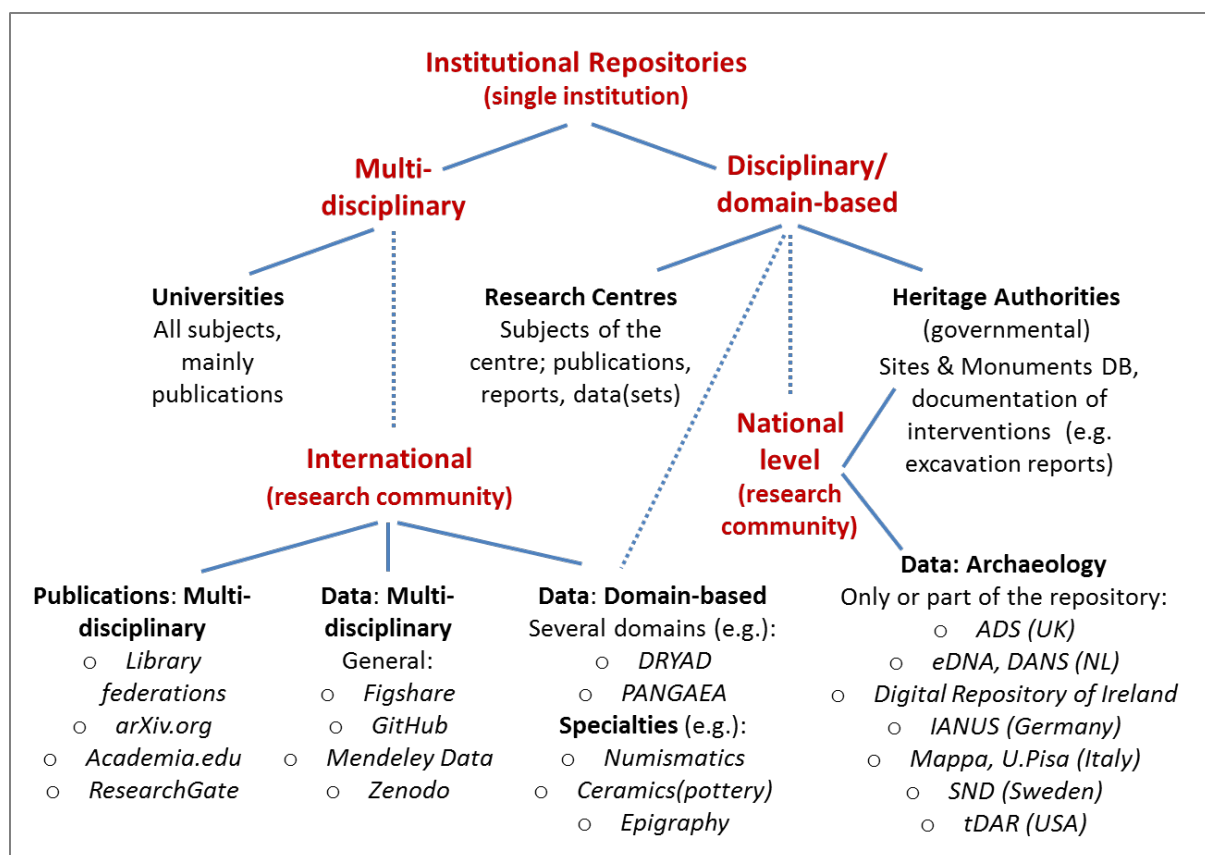 Institutional Repositories
(single institution)
Multi-
disciplinary
Disciplinary/
domain-based
Universities
All subjects,
mainly
publications
Research Centres
Subjects of the
centre; publications,
reports, data(sets)
Heritage Authorities
(governmental)
Sites & Monuments DB,
documentation of
interventions (e.g.
excavation reports)
International
(research community)
National
level
(research
community)
Publications: Multi-
disciplinary
○ Library
federations
○ arXiv.org
○ Academia.edu
○ ResearchGate
Data: Multi-
disciplinary
General:
○ Figshare
○ GitHub
○ Mendeley Data
○ Zenodo
Data: Domain-based
Several domains (e.g.):
○ DRYAD
○ PANGAEA
Specialties (e.g.):
○ Numismatics
○ Ceramics(pottery)
○ Epigraphy
Data: Archaeology
Only or part of the repository:
○ ADS (UK)
○ eDNA, DANS (NL)
○ Digital Repository of Ireland
○ IANUS (Germany)
○ Mappa, U.Pisa (Italy)
○ SND (Sweden)
○ tDAR (USA)